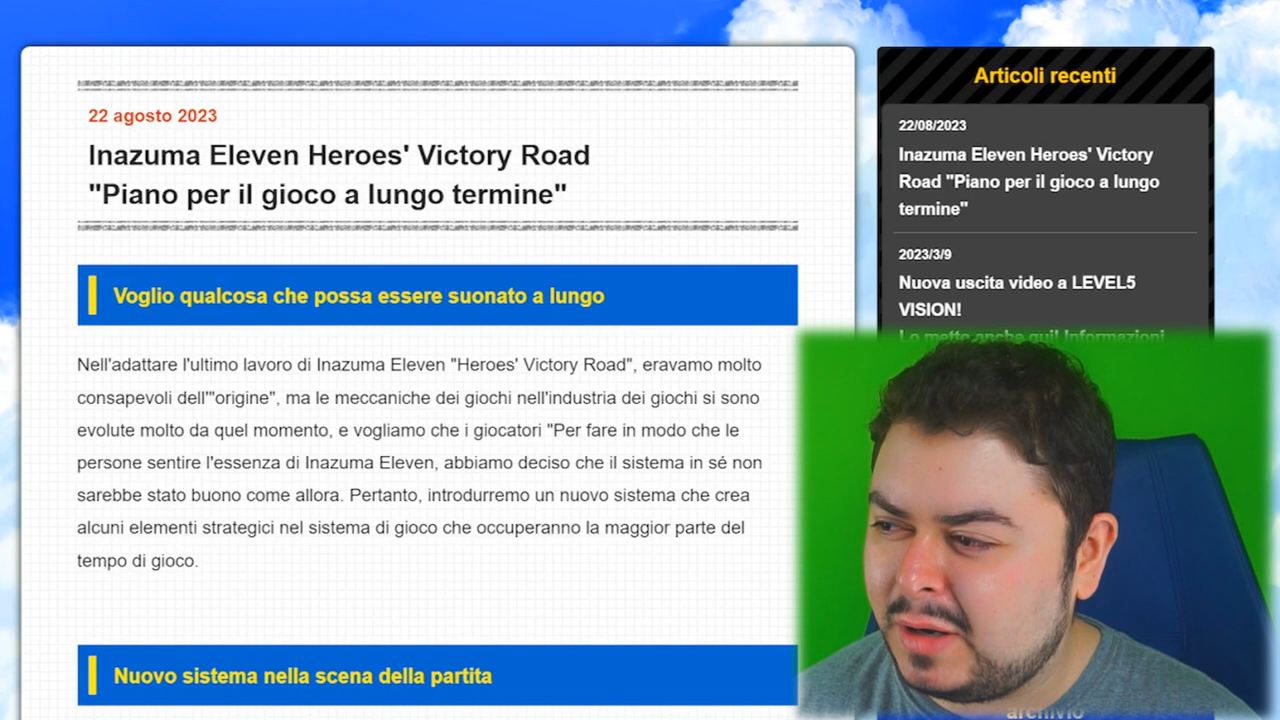 22 agosto 2023
Inazuma Eleven Heroes' Victory Road
"Piano per il gioco a lungo termine"
Voglio qualcosa che possa essere suonato a lungo
Nell'adattare l'ultimo lavoro di Inazuma Eleven "Heroes' Victory Road", eravamo molto
consapevoli dell'"origine", ma le meccaniche dei giochi nell'industria dei giochi si sono
evolute molto da quel momento, e vogliamo che i giocatori "Per fare in modo che le
persone sentire l'essenza di Inazuma Eleven, abbiamo deciso che il sistema in sé non
sarebbe stato buono come allora. Pertanto, introdurremo un nuovo sistema che crea
alcuni elementi strategici nel sistema di gioco che occuperanno la maggior parte del
tempo di gioco.
Nuovo sistema nella scena della partita
Articoli recenti
22/08/2023
Inazuma Eleven Heroes' Victory
Road "Piano per il gioco a lungo
termine"
2023/3/9
Nuova uscita video a LEVEL5
VISION!
Lo metto anche qui! Informazioni
archivio